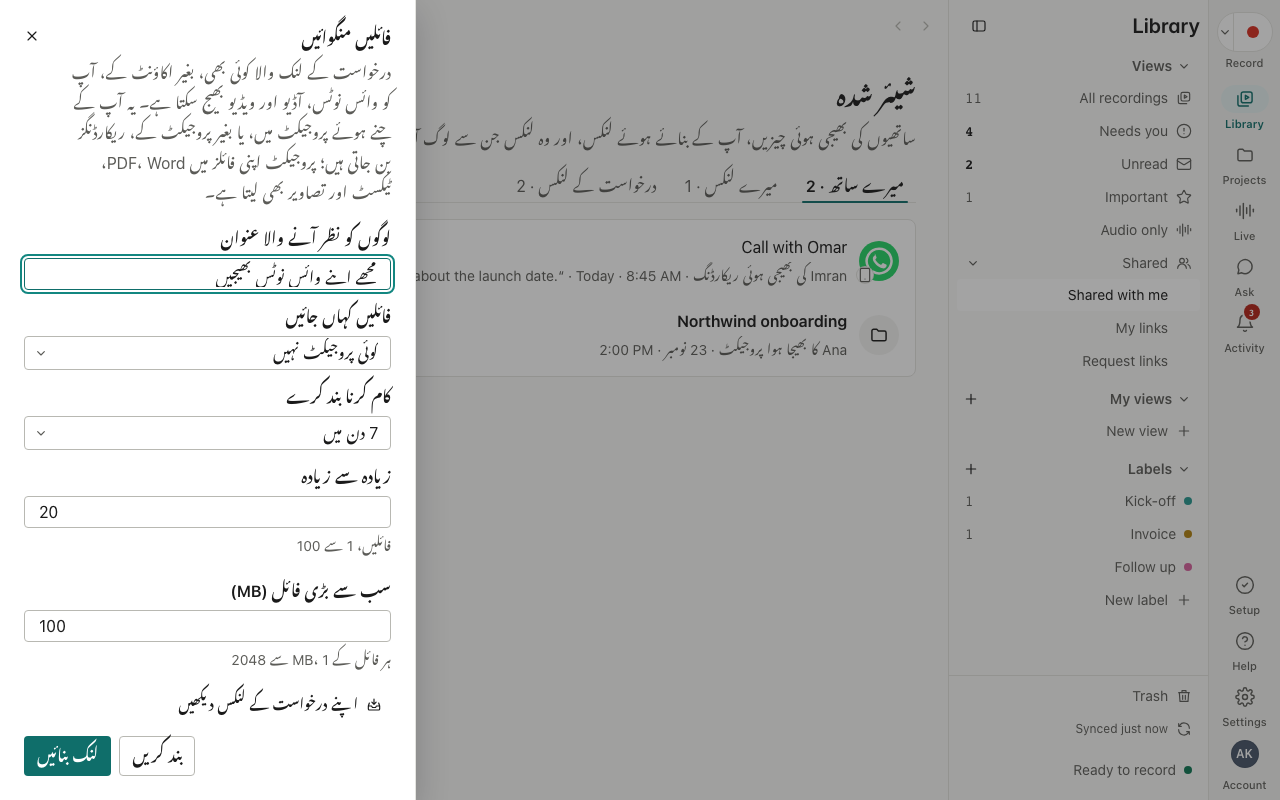 فائلیں منگوائیں
درخواست کے لنک والا کوئی بھی، بغیر اکاؤنٹ کے، آپ
کو وائس نوٹس، آڈیو اور ویڈیو بھیج سکتا ہے۔ یہ آپ کے
چنے ہوئے پروجیکٹ میں، یا بغیر پروجیکٹ کے، ریکارڈنگز
بن جاتی ہیں؛ پروجیکٹ اپنی فائلز میں PDF، Word،
ٹیکسٹ اور تصاویر بھی لیتا ہے۔
لوگوں کو نظر آنے والا عنوان
مجھے اپنے وائس نوٹس بھیجیں
فائلیں کہاں جائیں
کوئی پروجیکٹ نہیں
کام کرنا بند کرے
7 دن میں
زیادہ سے زیادہ
20
فائلیں، 1 سے 100
سب سے بڑی فائل (MB)
100
ہر فائل کے MB، 1 سے 2048
اپنے درخواست کے لنکس دیکھیں
بند کریں
لنک بنائیں
شیئر شدہ
ساتھیوں کی بھیجی ہوئی چیزیں، آپ کے بنائے ہوئے لنکس، اور وہ لنکس جن سے لوگ
میرے ساتھ · 2
میرے لنکس · 1
درخواست کے لنکس · 2
Call with Omar
Imran کی بھیجی ہوئی ریکارڈنگ · Today · 8:45 AM · about the launch date.“
Northwind onboarding
Ana کا بھیجا ہوا پروجیکٹ · 23 نومبر · 2:00 PM
Library
Views
All recordings 11
Needs you 4
Unread 2
Important 1
Audio only
Shared
Shared with me
My links
Request links
My views
New view
Labels
Kick-off 1
Invoice 1
Follow up
New label
Trash
Synced just now
Ready to record
Record
Library
Projects
Live
Ask
3
Activity
Setup
Help
Settings
AK
Account